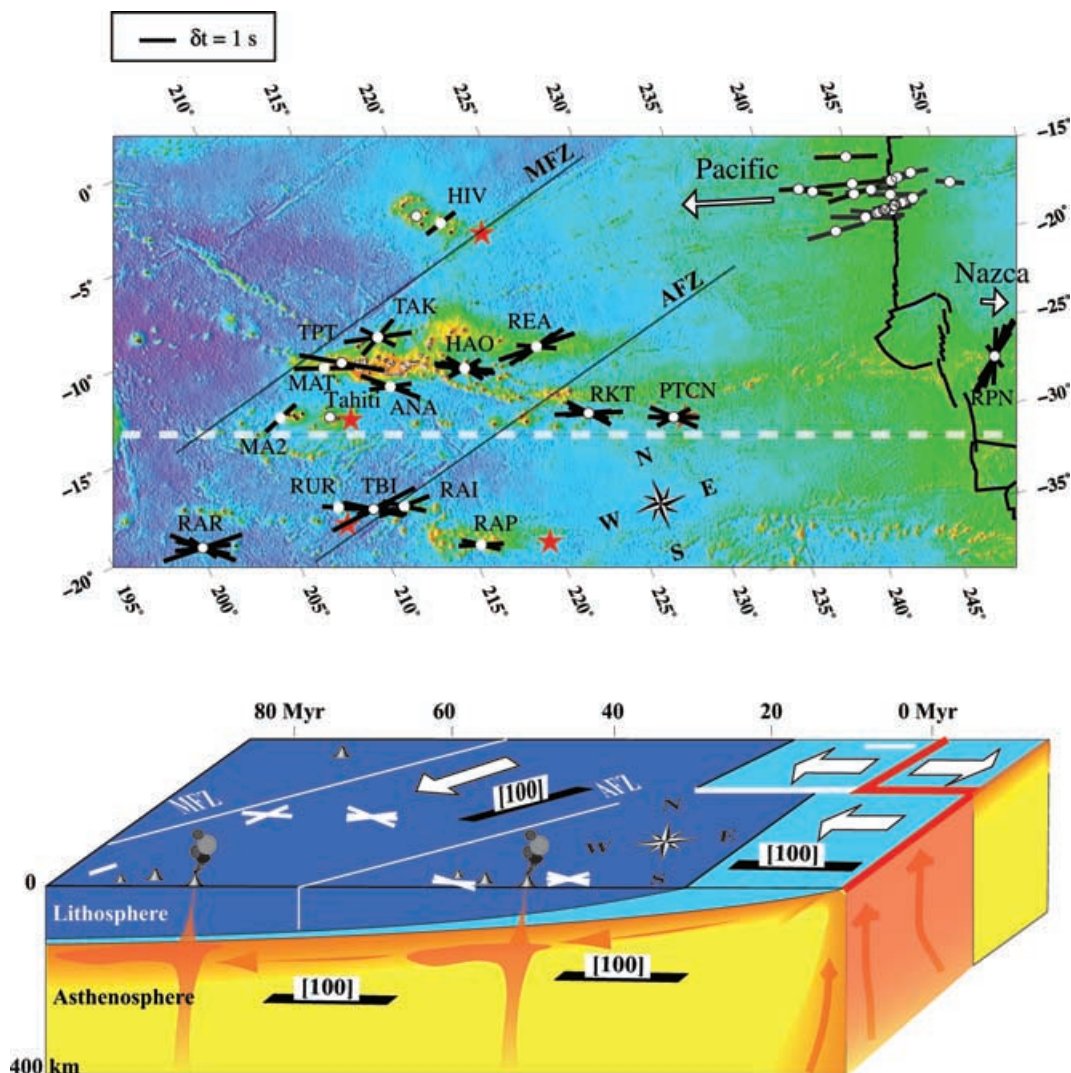 δt = 1 s
210° 220° 225° 230° 240° 245° 250°
−15°
0°
MFZ
Pacific
HIV
−20°
−5°
AFZ
Nazca
−25°
TAK
TPT
REA
HAO
−10°
MAT
ANA
RKT
PTCN
−30°
RPN
Tahiti
MA2
N
−15°
RUR TBI RAI
E
−35°
RAR
RAP
W
S
−20°
195° 200° 205° 210° 220° 225° 230° 235° 240° 245°
80 Myr 60 40 20 0 Myr
MFZ
[100]
AFZ
N
W E
S
[100]
0
Lithosphere
[100]
Asthenosphere
[100]
400 km